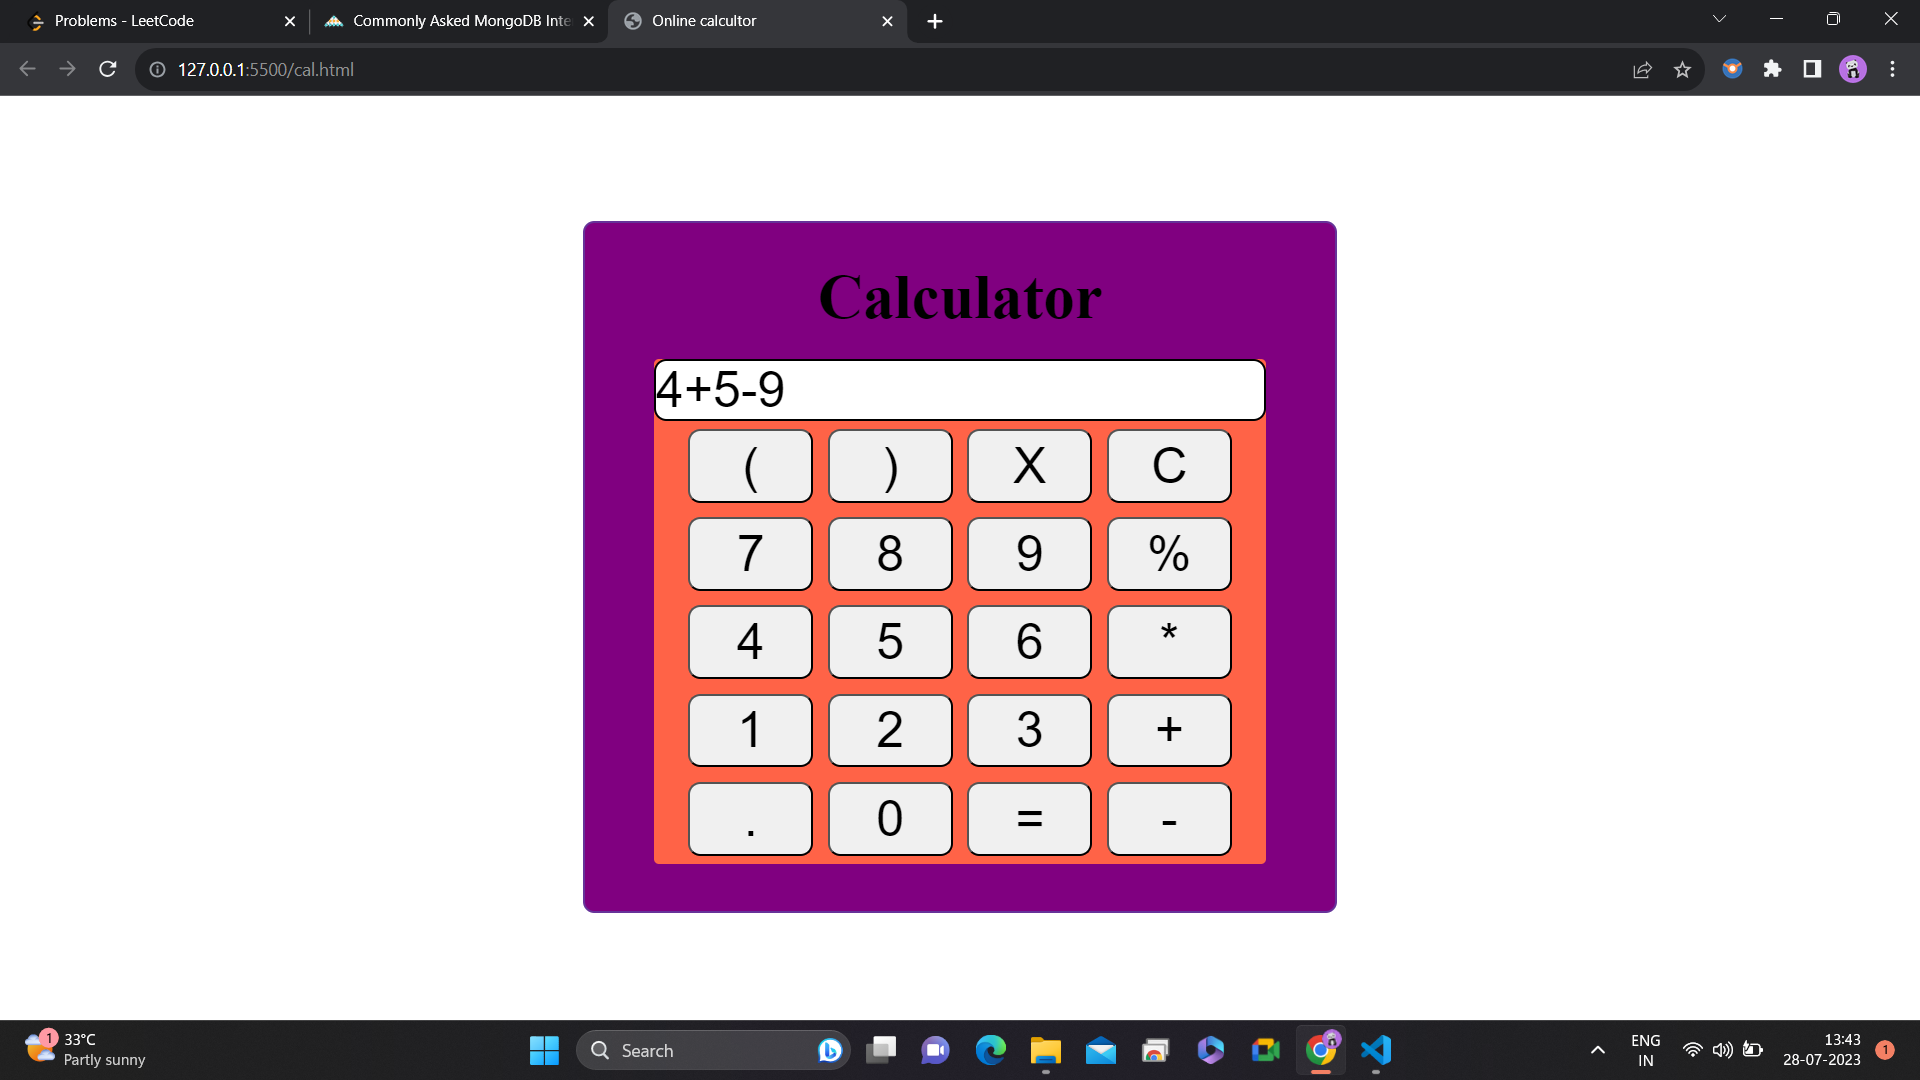 Problems - LeetCode
Commonly Asked MongoDB Inte
Online calcultor
127.0.0.1:5500/cal.html
Calculator
4+5-9
( ) X C
7 8 9 %
4 5 6 *
1 2 3 +
. 0 = -
1
33°C
Partly sunny
Search
ENG
IN
13:43
28-07-2023
1